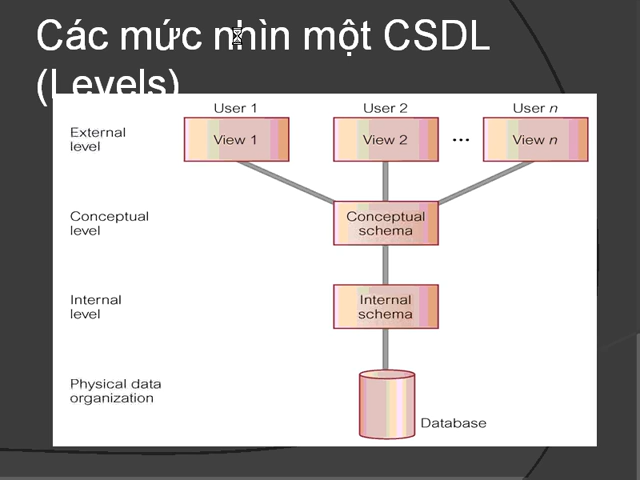 Các mức nhìn một CSDL
(Levels)
User 1 User 2 User n
External
level
View 1 View 2 ... View n
Conceptual
level
Conceptual
schema
Internal
level
Internal
schema
Physical data
organization
Database